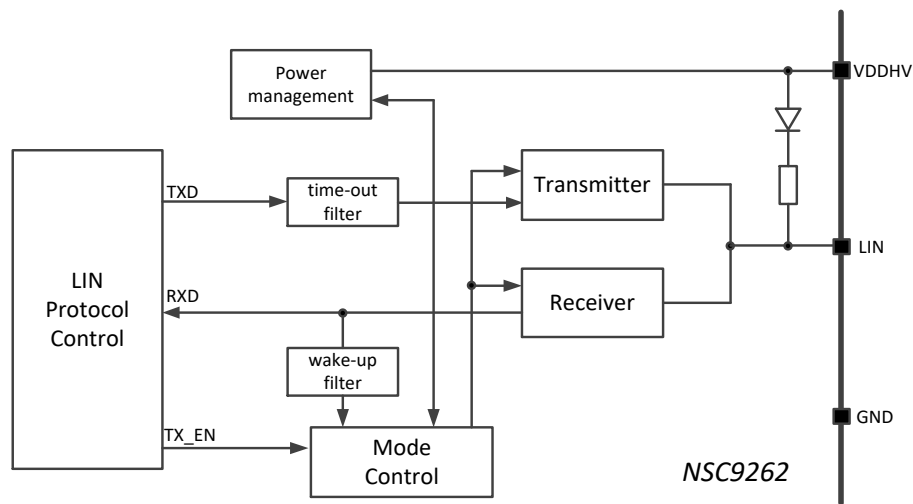 Power
management
VDDHV
LIN
Protocol
Control
TXD
time-out
filter
Transmitter
LIN
RXD
Receiver
wake-up
filter
TX_EN
Mode
Control
GND
NSC9262